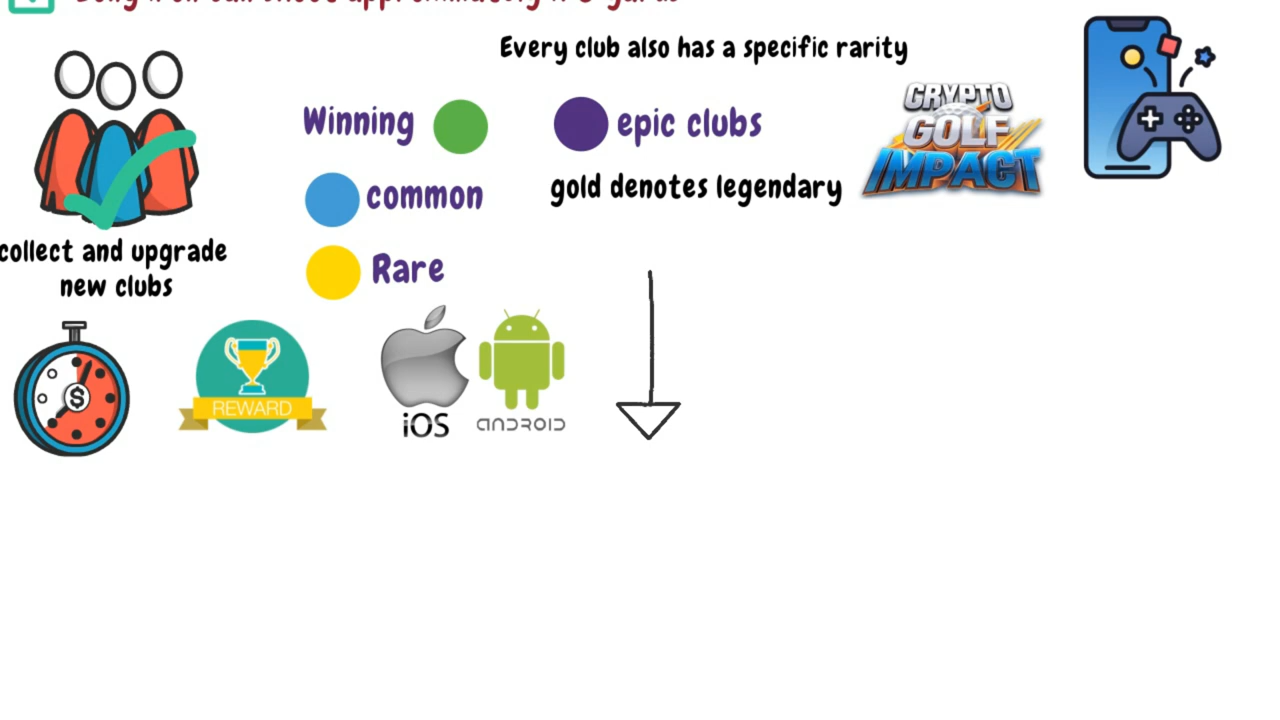 Every club also has a specific rarity
Winning
epic clubs
common
gold denotes legendary
Rare
CRYPTO
GOLF
IMPACT
collect and upgrade
new clubs
$
REWARD
iOS
ANDROID